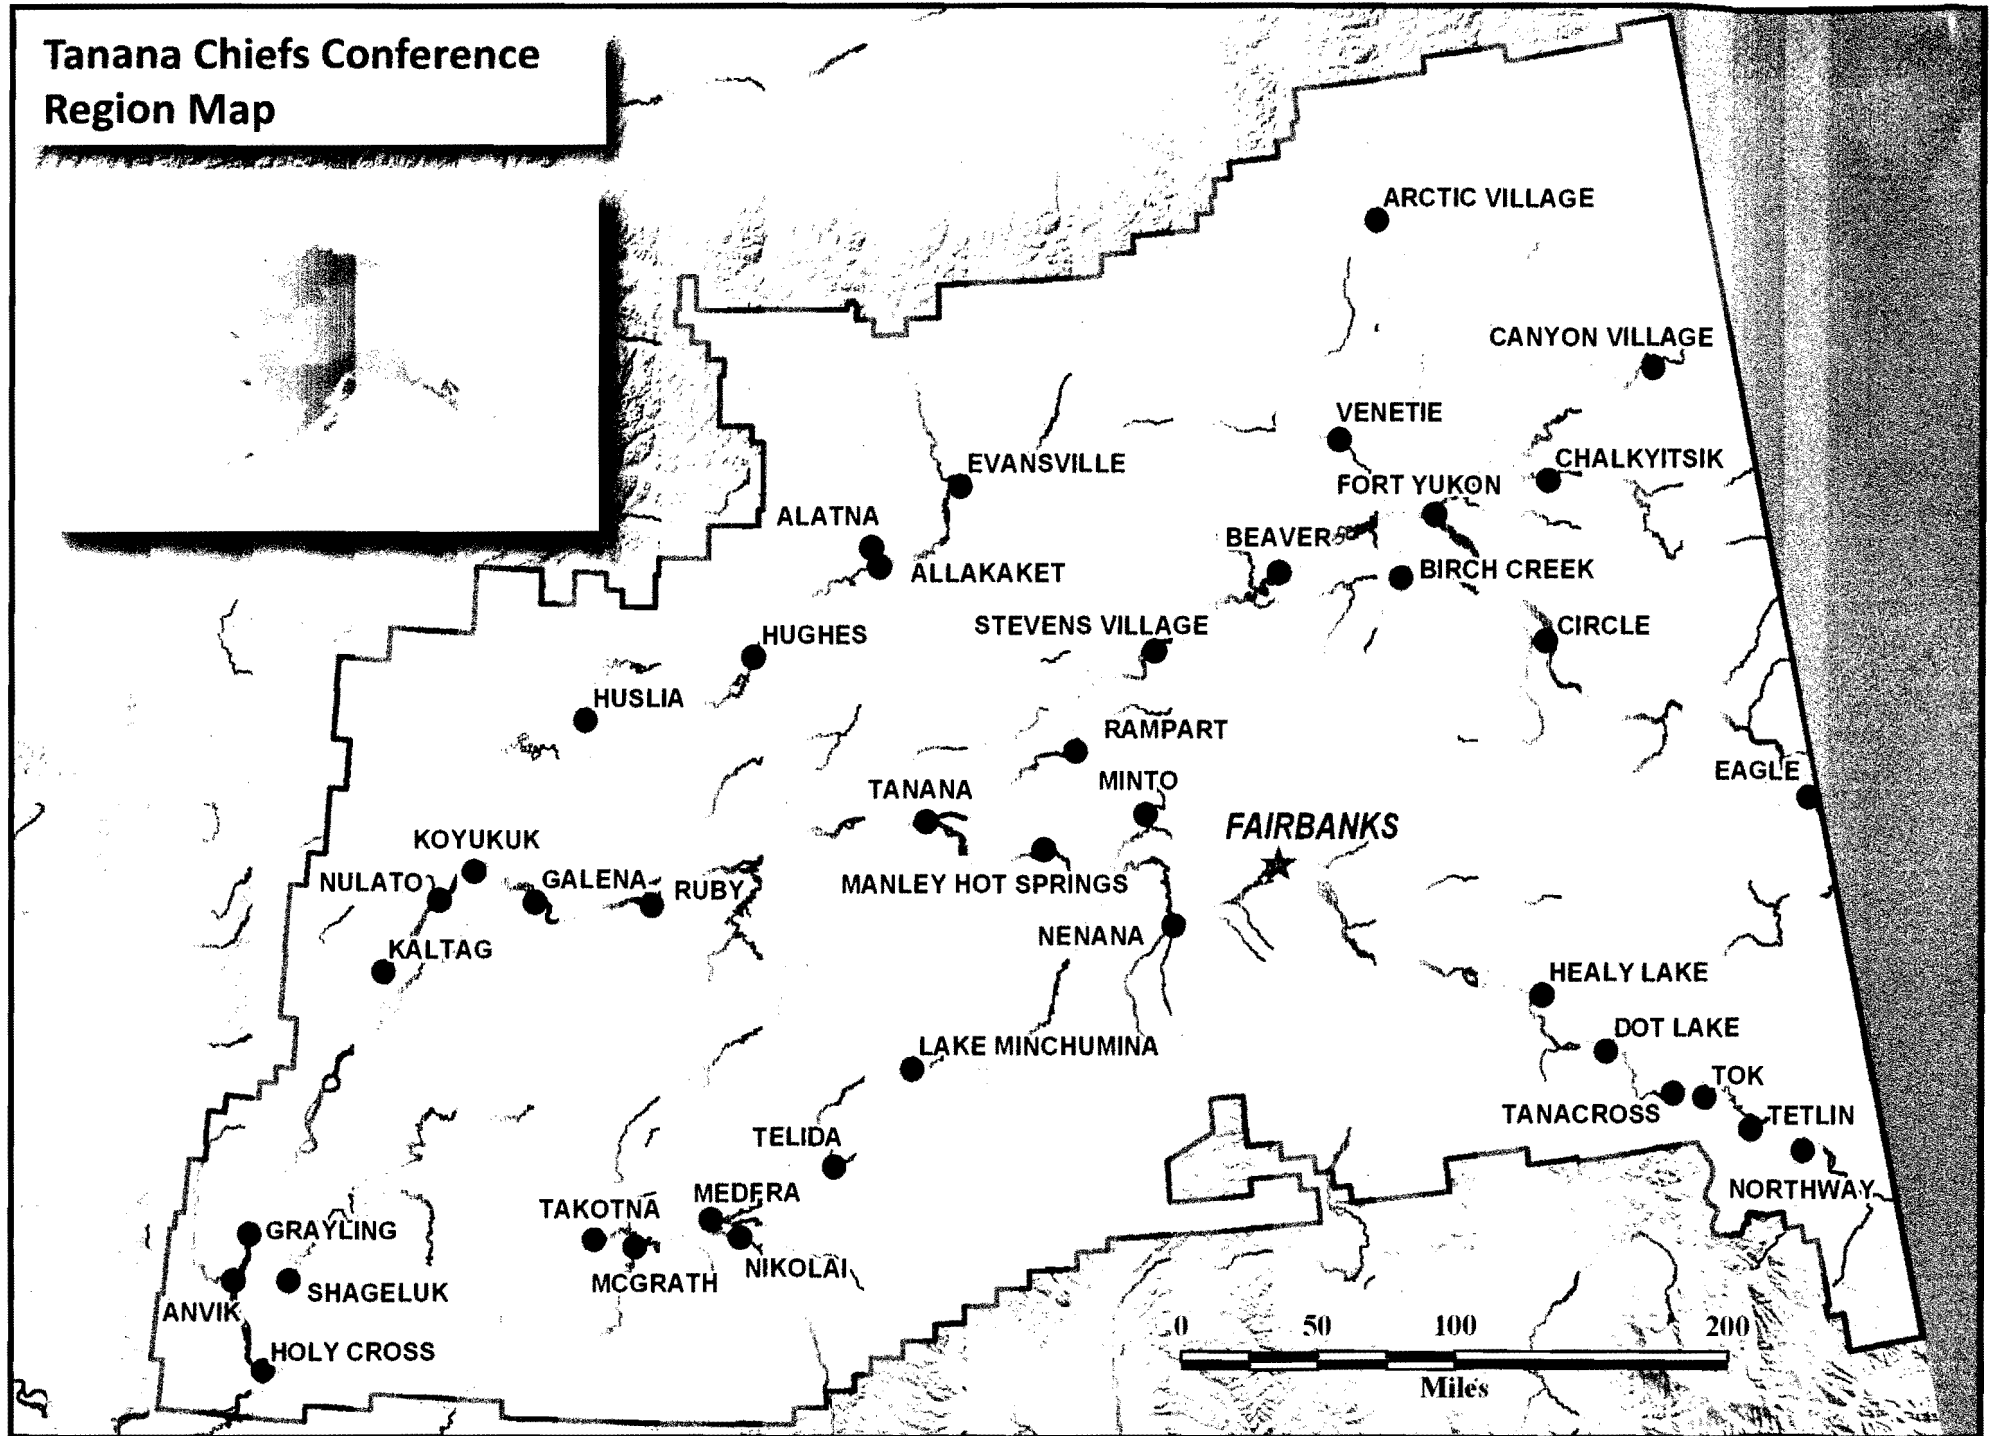 Tanana Chiefs Conference
Region Map
ARCTIC VILLAGE
CANYON VILLAGE
VENETIE
EVANSVILLE
CHALKYITSIK
FORT YUKON
ALATNA
BEAVER
ALLAKAKET
BIRCH CREEK
STEVENS VILLAGE
CIRCLE
HUGHES
HUSLIA
RAMPART
EAGLE
TANANA
MINTO
FAIRBANKS
KOYUKUK
NULATO
GALENA
RUBY
MANLEY HOT SPRINGS
NENANA
KALTAG
HEALY LAKE
DOT LAKE
LAKE MINCHUMINA
TOK
TANACROSS
TETLIN
TELIDA
NORTHWAY
MEDFRA
TAKOTNA
GRAYLING
NIKOLAI
MCGRATH
SHAGELUK
ANVIK
HOLY CROSS
0 50 100 200
Miles